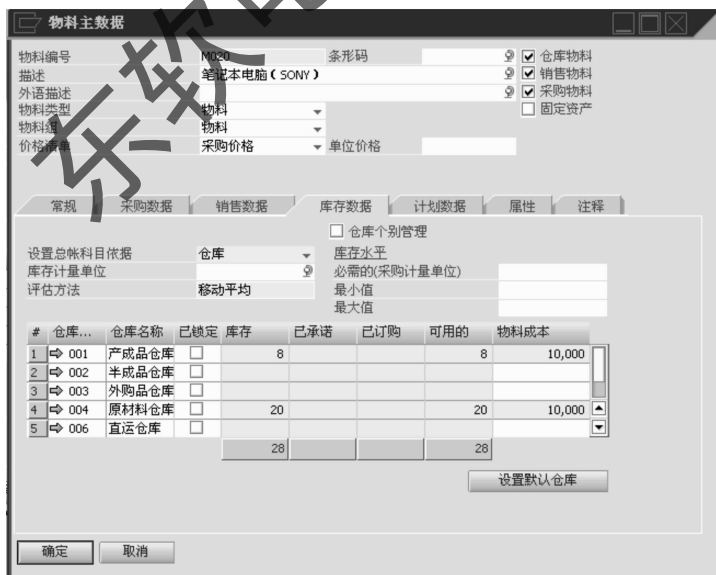 物料主数据
物料编号 M020 条形码 仓库物料
描述 笔记本电脑(SONY) 销售物料
外语描述 采购物料
物料类型 物料 固定资产
物料组 物料
价格清单 采购价格 单位价格
常规 采购数据 销售数据 库存数据 计划数据 属性 注释
仓库个别管理
设置总帐科目依据 仓库 库存水平
库存计量单位 必需的(采购计量单位)
评估方法 移动平均 最小值
最大值
# 仓库... 仓库名称 已锁定 库存 已承诺 已订购 可用的 物料成本
1 001 产成品仓库 8 8 10,000
2 002 半成品仓库
3 003 外购品仓库
4 004 原材料仓库 20 20 10,000
5 006 直运仓库
28 28
设置默认仓库
确定 取消
东软